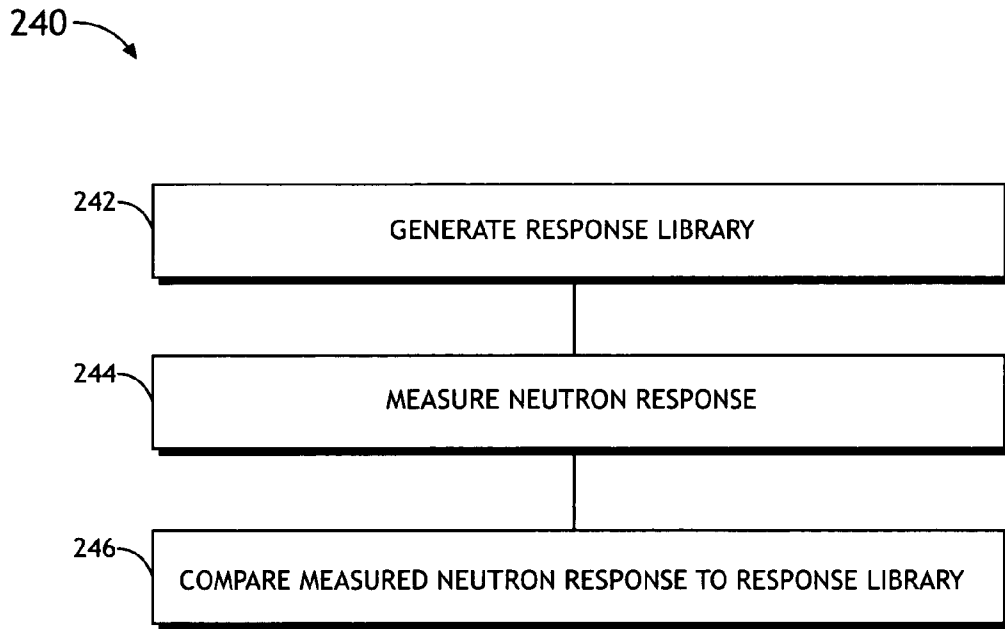 240
242
GENERATE RESPONSE LIBRARY
244
MEASURE NEUTRON RESPONSE
246
COMPARE MEASURED NEUTRON RESPONSE TO RESPONSE LIBRARY